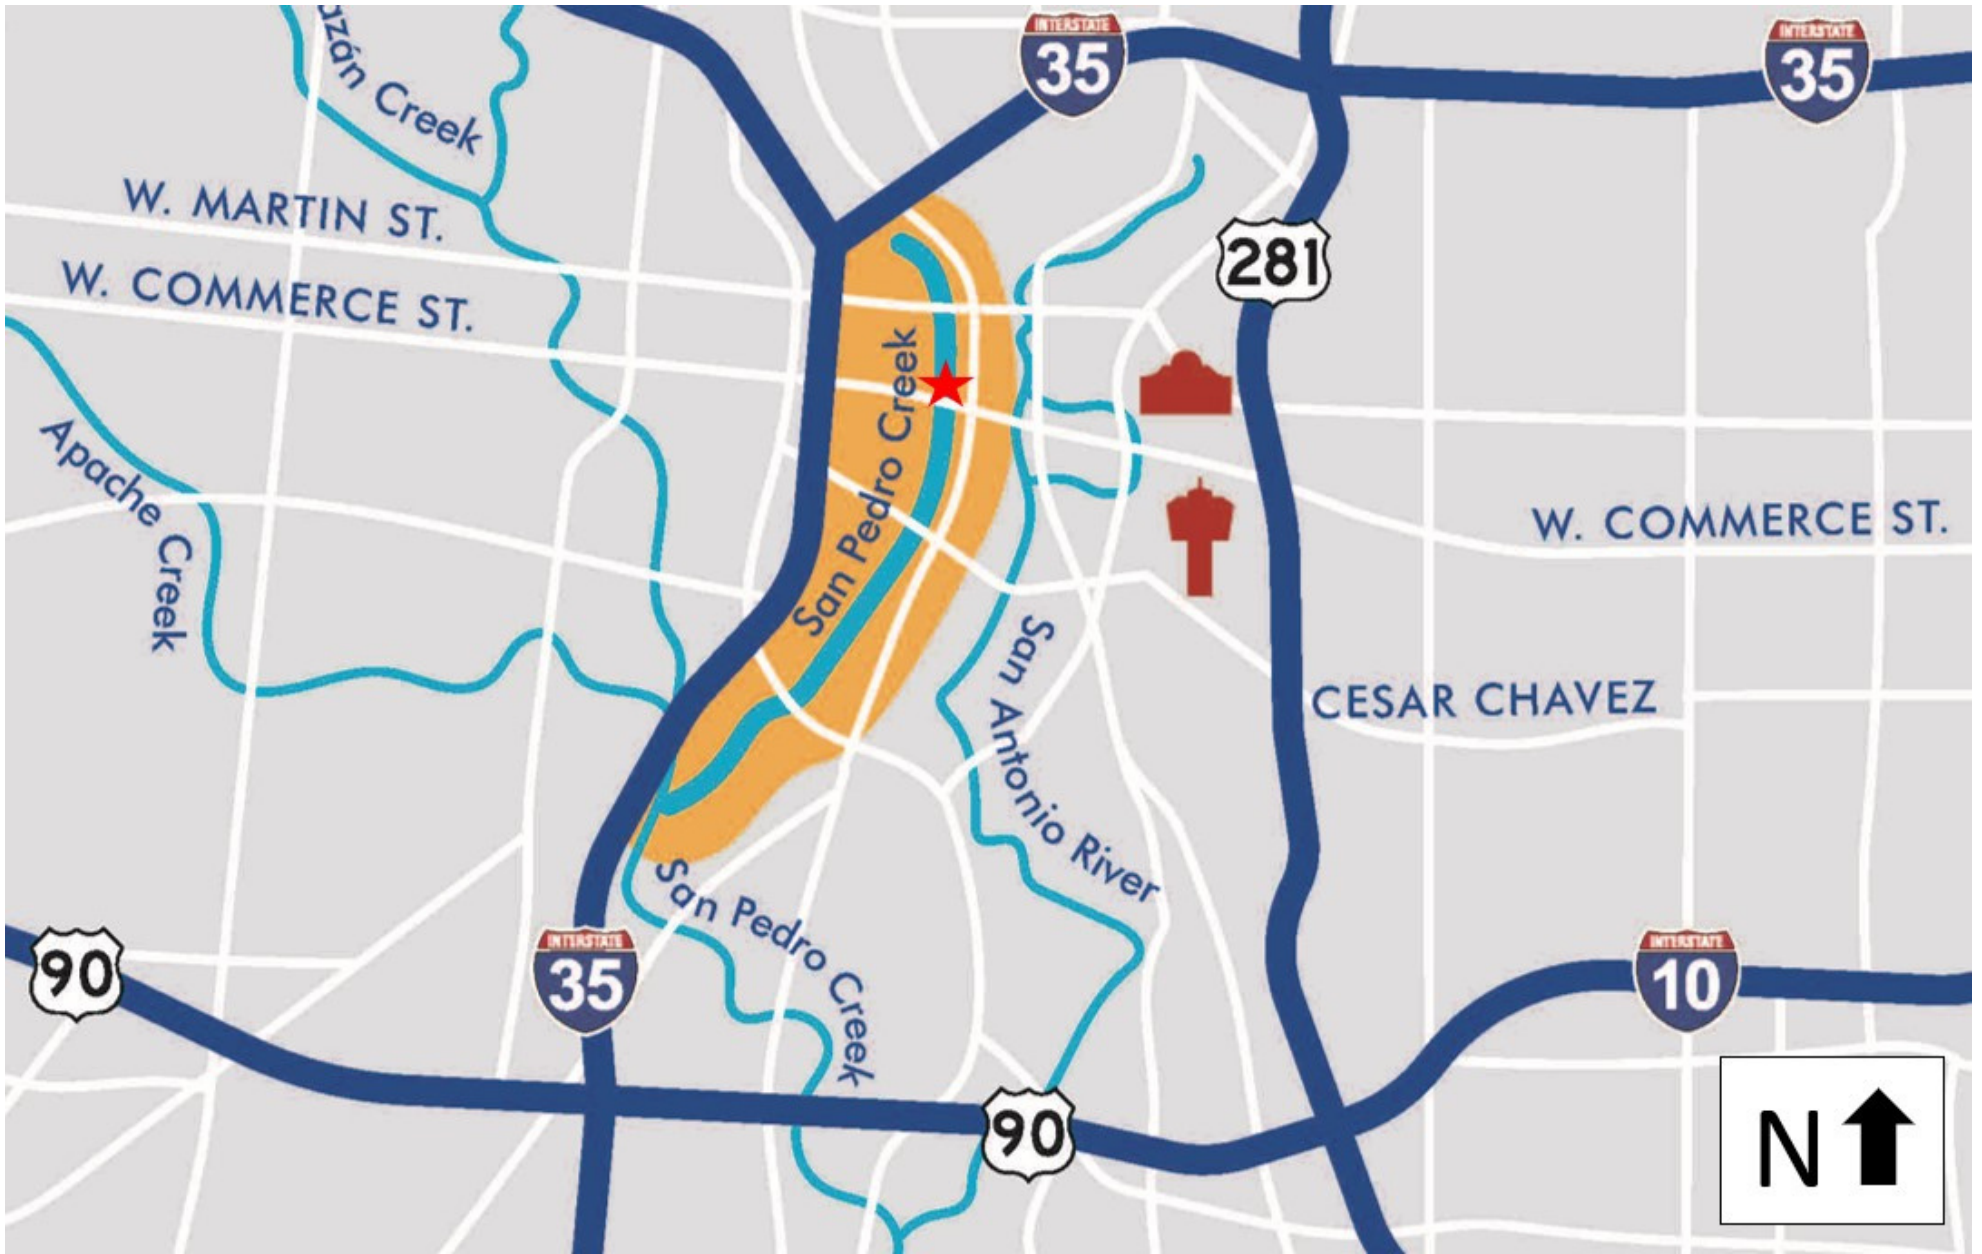 INTERSTATE
35
INTERSTATE
35
azán Creek
W. MARTIN ST.
W. COMMERCE ST.
281
San Pedro Creek
Apache Creek
W. COMMERCE ST.
San Antonio River
CESAR CHAVEZ
San Pedro Creek
90
INTERSTATE
35
INTERSTATE
10
90
N